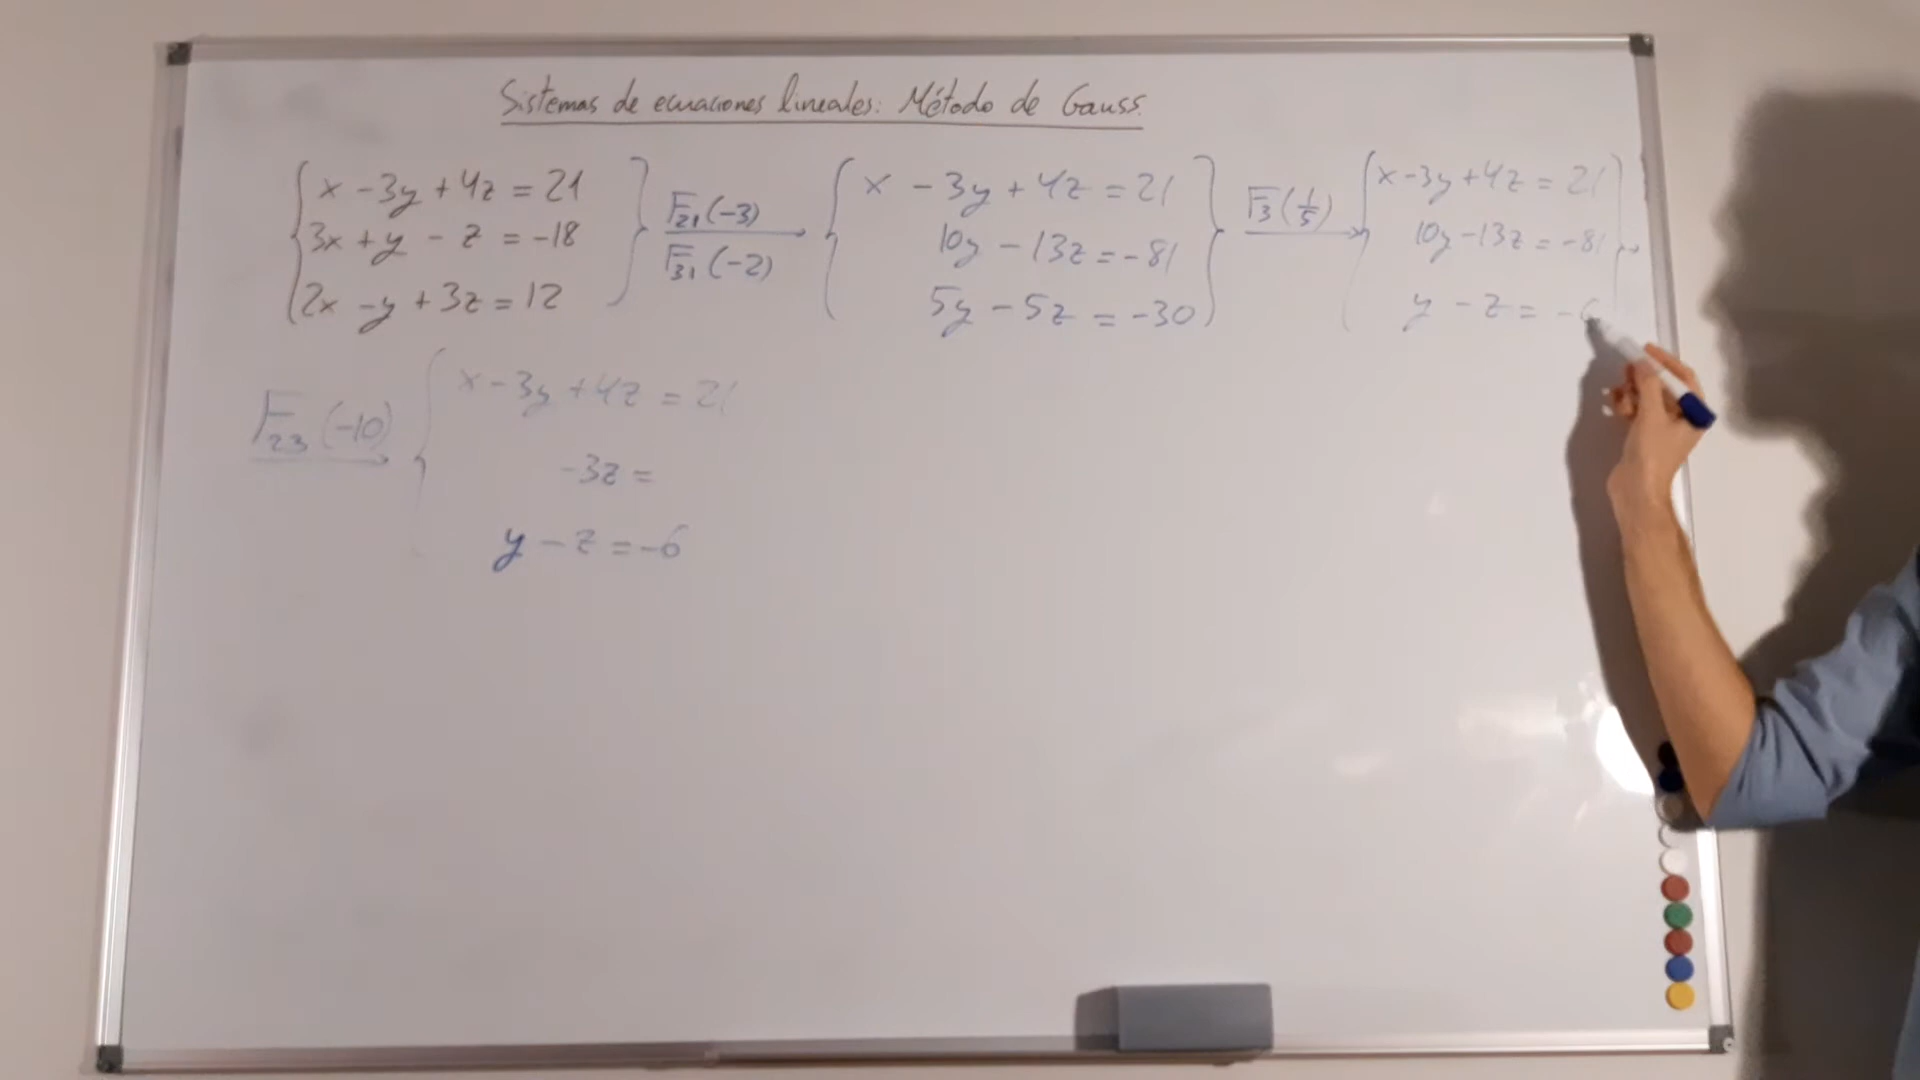 Sistemas de ecuaciones lineales: Método de Gauss.
x - 3y + 4z = 21
3x + y - z = -18
2x - y + 3z = 12
F21(-3)
F31(-2)
x - 3y + 4z = 21
10y - 13z = -81
5y - 5z = -30
F3(1/5)
x - 3y + 4z = 21
10y - 13z = -81
y - z = -6
F23(-10)
x - 3y + 4z = 21
-3z =
y - z = -6